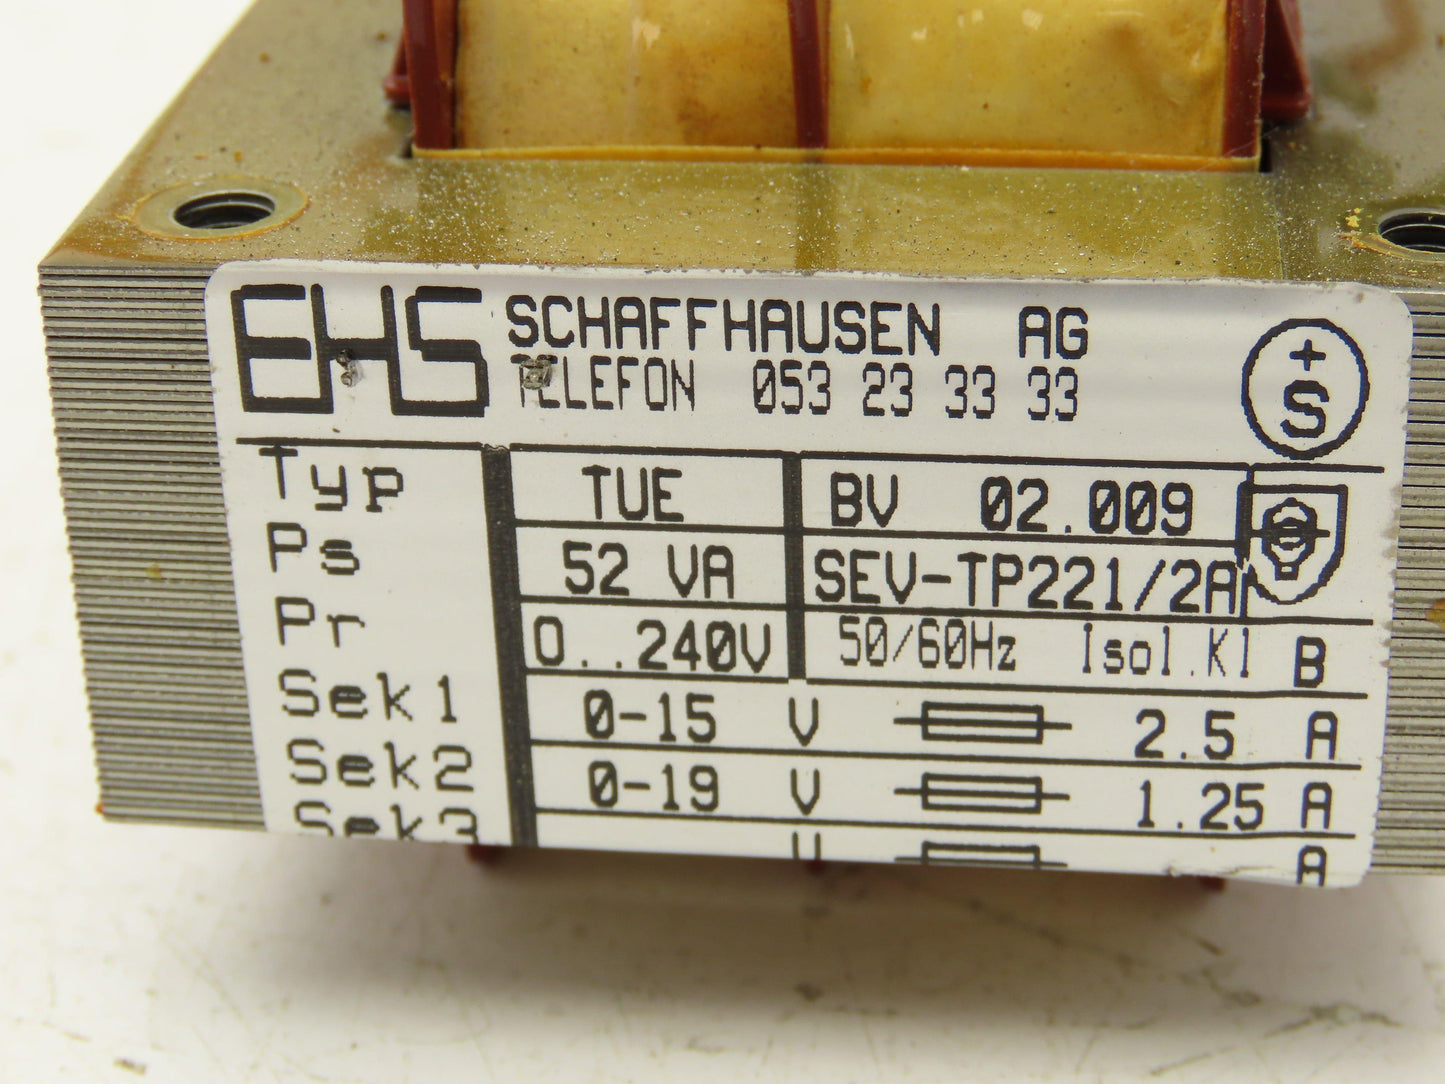 EHS SCHAFFHAUSEN AG
TELEFON 053 23 33 33
+S
Typ TUE BV 02.009
Ps 52 VA SEV-TP221/2A
Pr 0..240V 50/60Hz Isol.Kl B
Sek1 0-15 V 2.5 A
Sek2 0-19 V 1.25 A
Sek3 V A